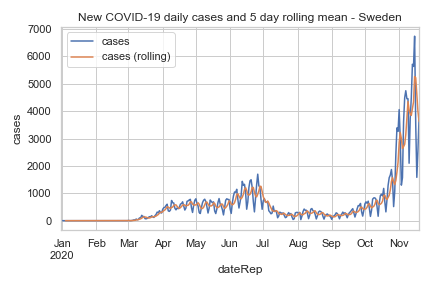 New COVID-19 daily cases and 5 day rolling mean - Sweden
cases
cases (rolling)
7000
6000
5000
4000
3000
2000
1000
0
cases
Jan Feb Mar Apr May Jun Jul Aug Sep Oct Nov
2020
dateRep